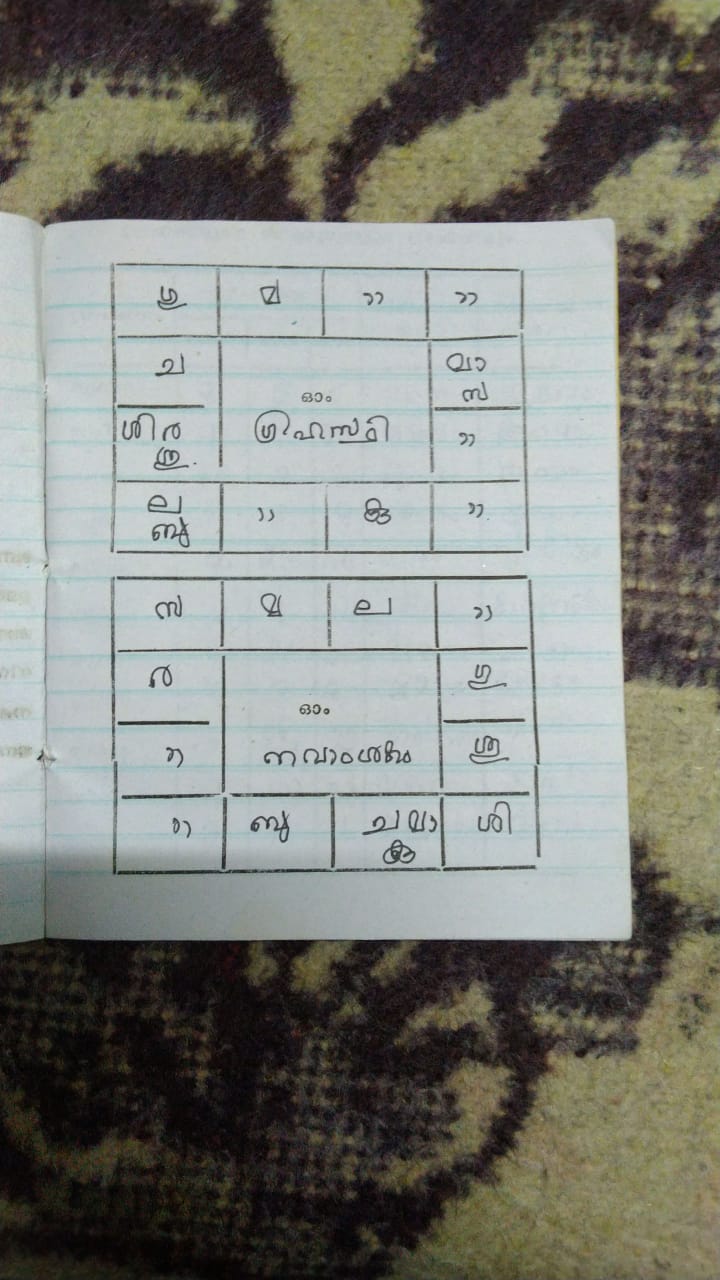 ഗു മ " "
ച മാ
സ
ഓം
ശി ര ഗ്രഹസ്ഥിതി "
ശു
ല " കു "
ബു
സ മ ല "
ര ഗു
ഓം
" നവാംശകം ശു
" ബു ച മാ ശി
കു